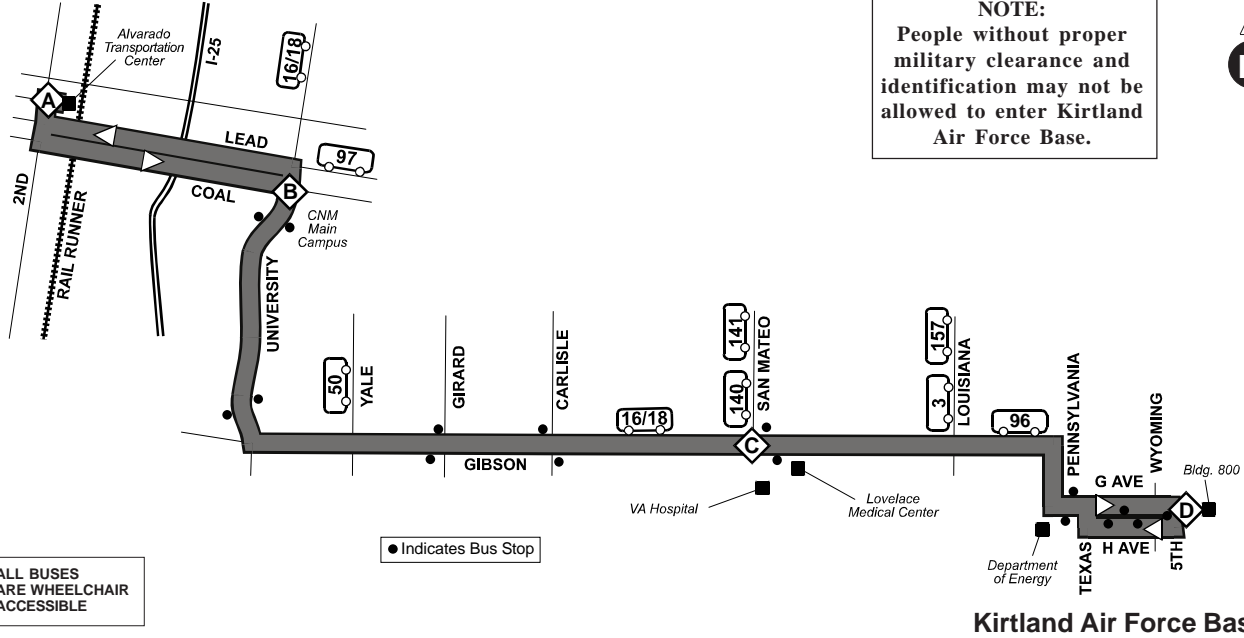 NOTE:
People without proper
military clearance and
identification may not be
allowed to enter Kirtland
Air Force Base.
Alvarado
Transportation
Center
I-25
16/18
A
LEAD
97
COAL
B
2ND
RAIL RUNNER
CNM
Main
Campus
UNIVERSITY
50
YALE
GIRARD
CARLISLE
16/18
141
140
SAN MATEO
157
3
LOUISIANA
96
PENNSYLVANIA
WYOMING
C
GIBSON
VA Hospital
Lovelace
Medical Center
G AVE
Bldg. 800
D
H AVE
TEXAS
5TH
Department
of Energy
Indicates Bus Stop
ALL BUSES
ARE WHEELCHAIR
ACCESSIBLE
Kirtland Air Force Bas